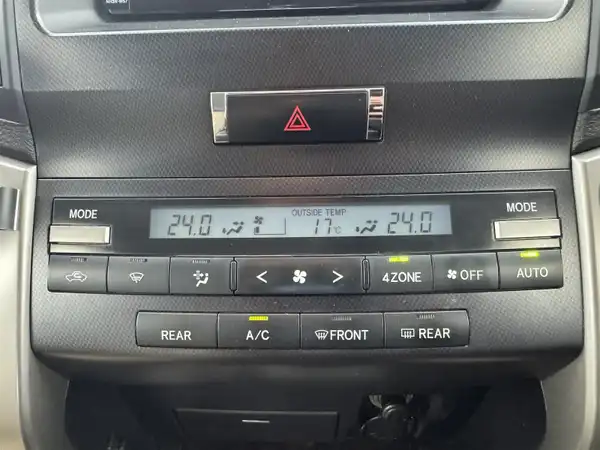 MODE
24.0 OUTSIDE TEMP 17°C 24.0
MODE
< > 4ZONE OFF AUTO
REAR A/C FRONT REAR